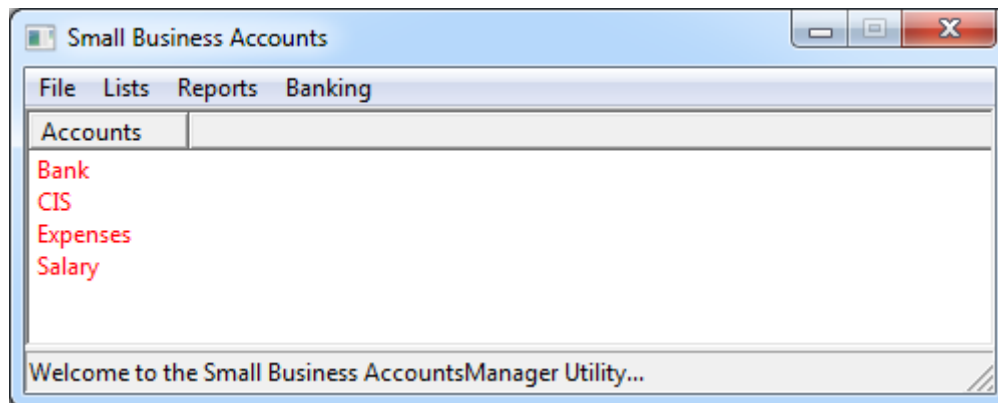 Small Business Accounts
File Lists Reports Banking
Accounts
Bank
CIS
Expenses
Salary
Welcome to the Small Business AccountsManager Utility...